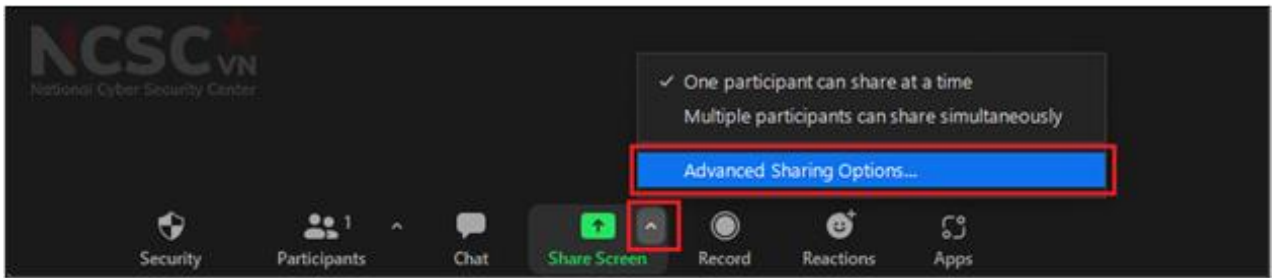 NCSC VN
National Cyber Security Center
One participant can share at a time
Multiple participants can share simultaneously
Advanced Sharing Options...
1
Security Participants Chat Share Screen Record Reactions Apps